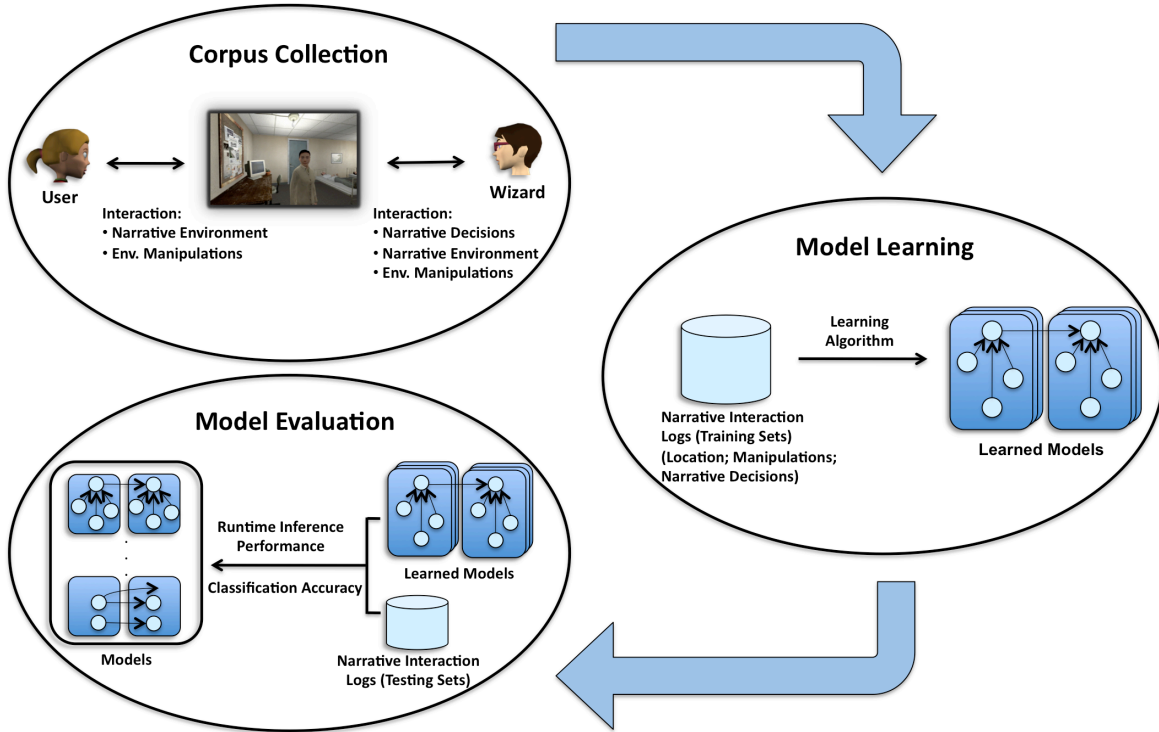 Corpus Collection
User
Wizard
Interaction:
• Narrative Environment
• Env. Manipulations
Interaction:
• Narrative Decisions
• Narrative Environment
• Env. Manipulations
Model Learning
Learning
Algorithm
Narrative Interaction
Logs (Training Sets)
(Location; Manipulations;
Narrative Decisions)
Learned Models
Model Evaluation
Runtime Inference
Performance
Classification Accuracy
Learned Models
Models
Narrative Interaction
Logs (Testing Sets)